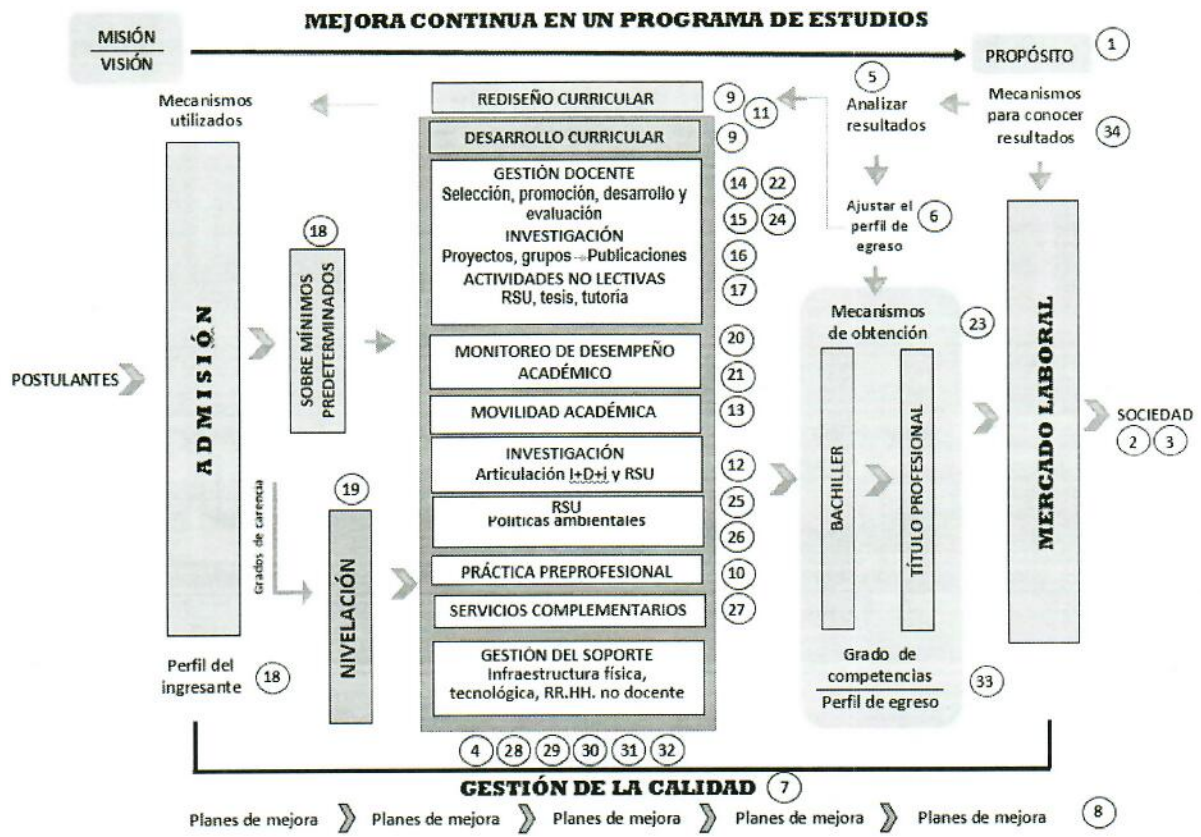 MEJORA CONTINUA EN UN PROGRAMA DE ESTUDIOS
MISIÓN
VISIÓN
PROPÓSITO
1
Mecanismos
utilizados
REDISEÑO CURRICULAR
9
11
5
Analizar
resultados
Mecanismos
para conocer
resultados
34
DESARROLLO CURRICULAR
9
GESTIÓN DOCENTE
Selección, promoción, desarrollo y
evaluación
14 22
15 24
INVESTIGACIÓN
Proyectos, grupos → Publicaciones
16
ACTIVIDADES NO LECTIVAS
RSU, tesis, tutoría
17
Ajustar el
perfil de
egreso
6
POSTULANTES
ADMISIÓN
18
SOBRE MÍNIMOS
PREDETERMINADOS
Grados de carencia
19
NIVELACIÓN
Perfil del
ingresante
18
MONITOREO DE DESEMPEÑO
ACADÉMICO
20
21
MOVILIDAD ACADÉMICA
13
INVESTIGACIÓN
Articulación I+D+i y RSU
12
RSU
Políticas ambientales
25
26
PRÁCTICA PREPROFESIONAL
10
SERVICIOS COMPLEMENTARIOS
27
GESTIÓN DEL SOPORTE
Infraestructura física,
tecnológica, RR.HH. no docente
4 28 29 30 31 32
Mecanismos
de obtención
23
BACHILLER
TÍTULO PROFESIONAL
Grado de
competencias
Perfil de egreso
33
MERCADO LABORAL
SOCIEDAD
2 3
GESTIÓN DE LA CALIDAD 7
Planes de mejora Planes de mejora Planes de mejora Planes de mejora Planes de mejora 8